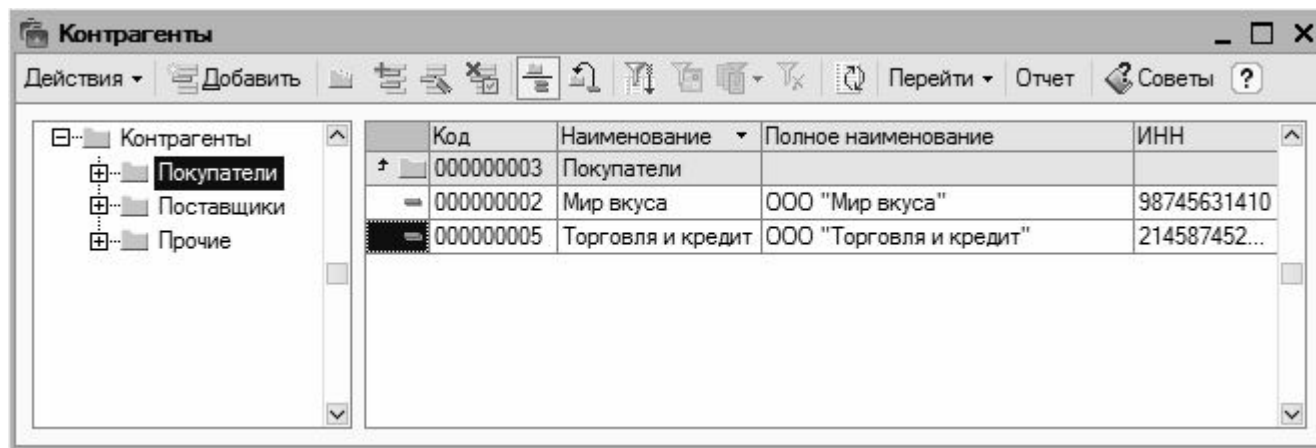 Контрагенты
Действия Добавить Перейти Отчет Советы ?
Контрагенты
Покупатели
Поставщики
Прочие
Код Наименование Полное наименование ИНН
000000003 Покупатели
000000002 Мир вкуса ООО "Мир вкуса" 98745631410
000000005 Торговля и кредит ООО "Торговля и кредит" 214587452...